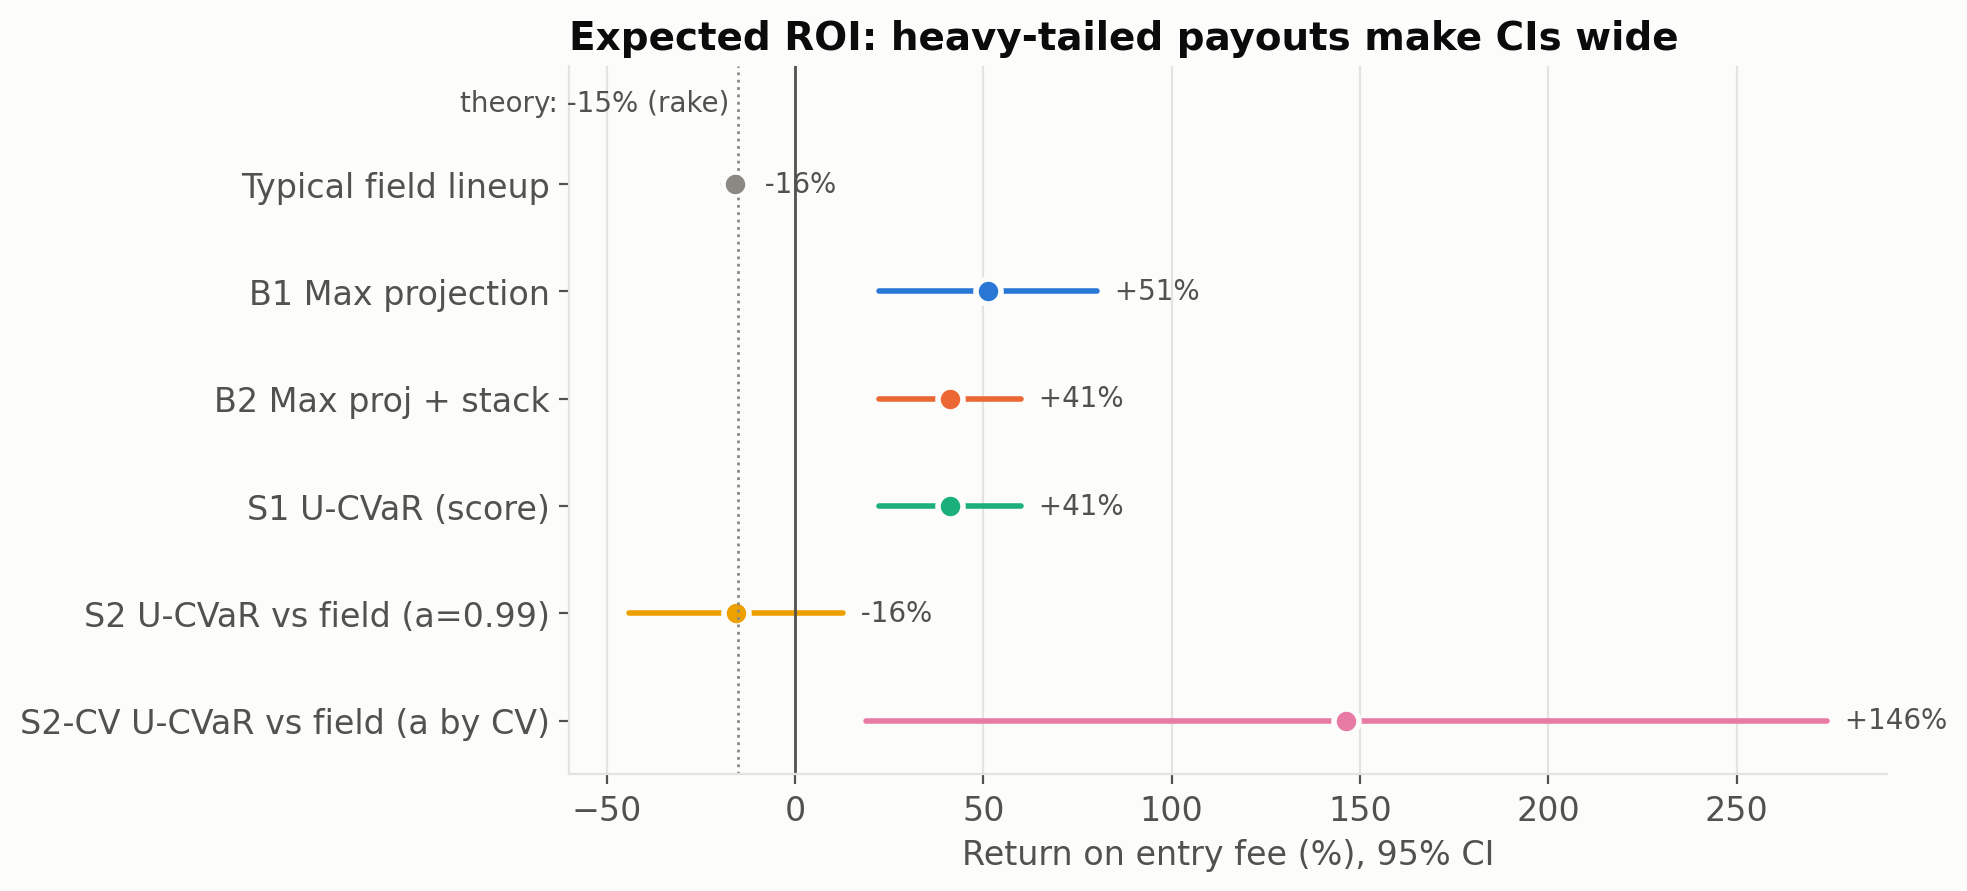 Expected ROI: heavy-tailed payouts make CIs wide
theory: -15% (rake)
Typical field lineup
-16%
B1 Max projection
+51%
B2 Max proj + stack
+41%
S1 U-CVaR (score)
+41%
S2 U-CVaR vs field (a=0.99)
-16%
S2-CV U-CVaR vs field (a by CV)
+146%
−50 0 50 100 150 200 250
Return on entry fee (%), 95% CI